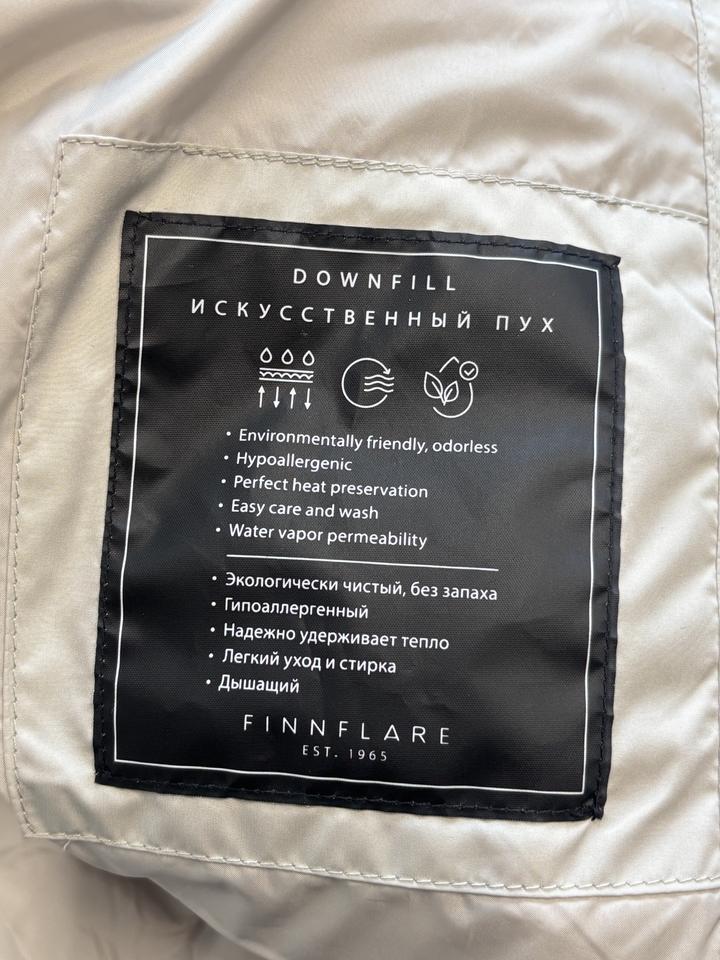 DOWNFILL
ИСКУССТВЕННЫЙ ПУХ
• Environmentally friendly, odorless
• Hypoallergenic
• Perfect heat preservation
• Easy care and wash
• Water vapor permeability
• Экологически чистый, без запаха
• Гипоаллергенный
• Надежно удерживает тепло
• Легкий уход и стирка
• Дышащий
FINNFLARE
EST. 1965